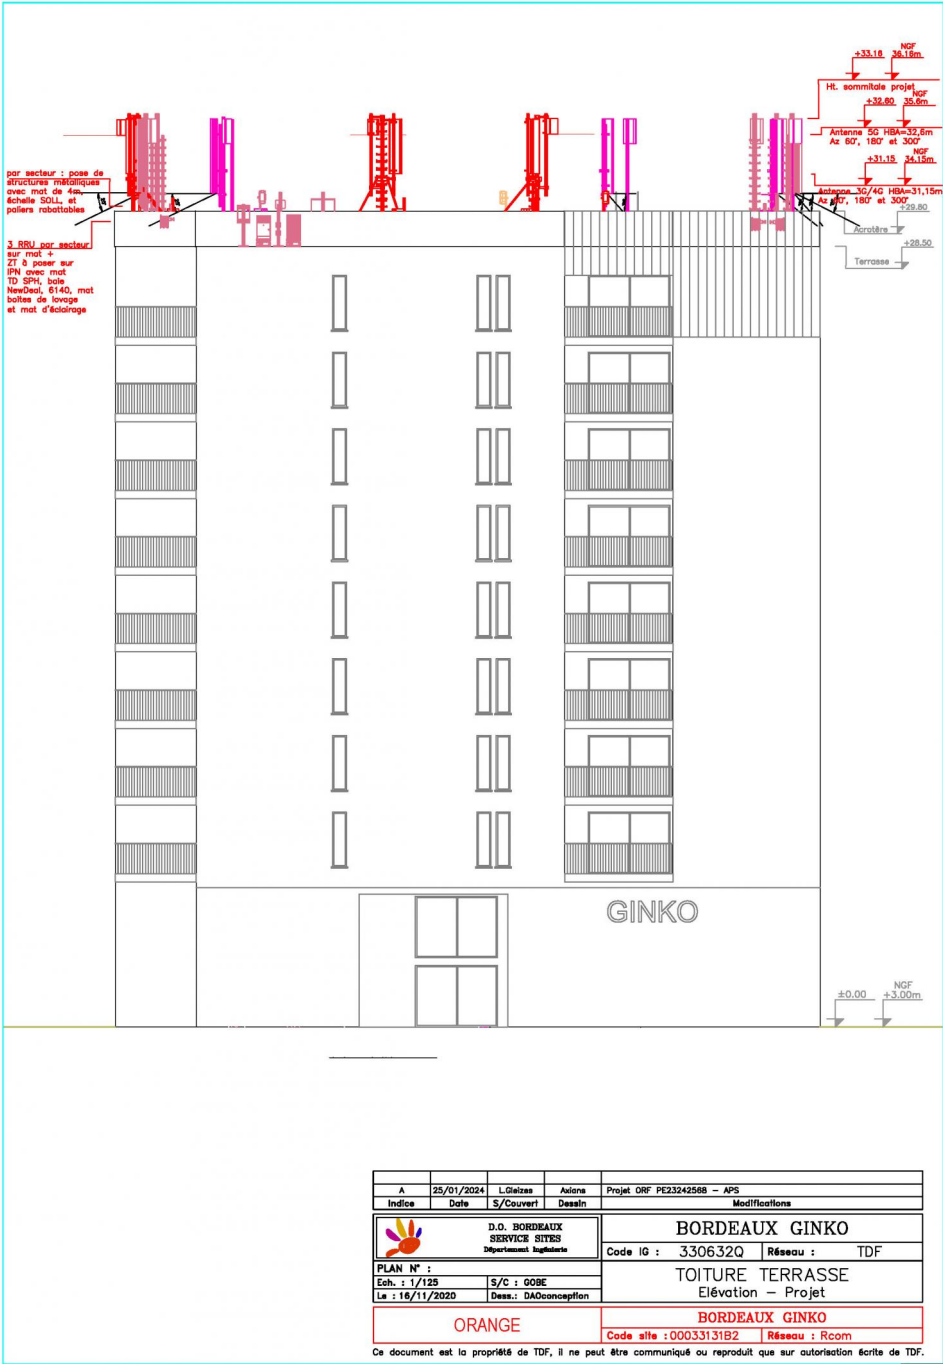 NGF
+33.16 36.16m
Ht. sommitale projet
NGF
+32.60 35.6m
Antenne 5G HBA=32,6m
Az 60°, 180° et 300°
NGF
+31.15 34.15m
Antenne 3G/4G HBA=31,15m
Az 60°, 180° et 300°
+29.80
Acrotère
+28.50
Terrasse
par secteur : pose de
structures métalliques
avec mat de 4m,
échelle SOLL, et
paliers rabattables
3 RRU par secteur
sur mat +
ZT à poser sur
IPN avec mat
TD SPH, baie
NewDeal, 6140, mat
boîtes de lovage
et mat d'éclairage
GINKO
NGF
±0.00 +3.00m
A 25/01/2024 L.Gleizes Axians Projet ORF PE23242568 - APS
Indice Date S/Couvert Dessin Modifications
D.O. BORDEAUX
SERVICE SITES
Département Ingénierie
BORDEAUX GINKO
Code IG : 330632Q Réseau : TDF
PLAN N° :
Ech. : 1/125 S/C : GOBE
Le : 16/11/2020 Dess.: DAOconception
TOITURE TERRASSE
Elévation - Projet
ORANGE
BORDEAUX GINKO
Code site : 00033131B2 Réseau : Rcom
Ce document est la propriété de TDF, il ne peut être communiqué ou reproduit que sur autorisation écrite de TDF.